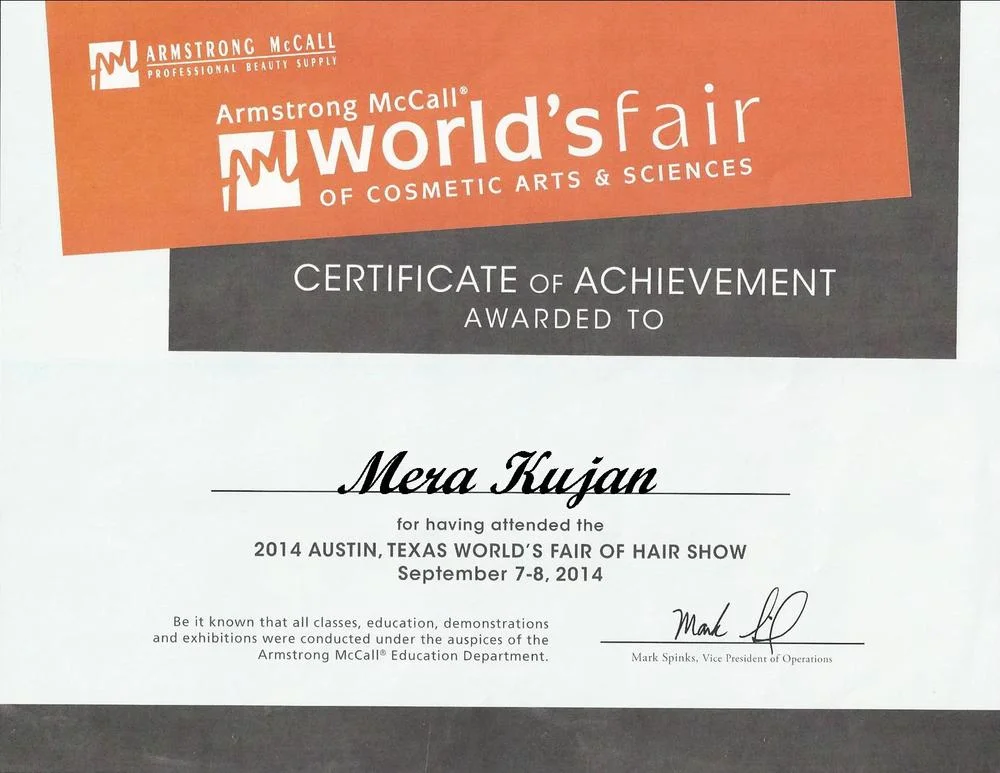 ARMSTRONG McCALL
PROFESSIONAL BEAUTY SUPPLY
Armstrong McCall®
AM world'sfair
OF COSMETIC ARTS & SCIENCES
CERTIFICATE OF ACHIEVEMENT
AWARDED TO
Mera Kujan
for having attended the
2014 AUSTIN, TEXAS WORLD'S FAIR OF HAIR SHOW
September 7-8, 2014
Be it known that all classes, education, demonstrations
and exhibitions were conducted under the auspices of the
Armstrong McCall® Education Department.
Mark
Mark Spinks, Vice President of Operations